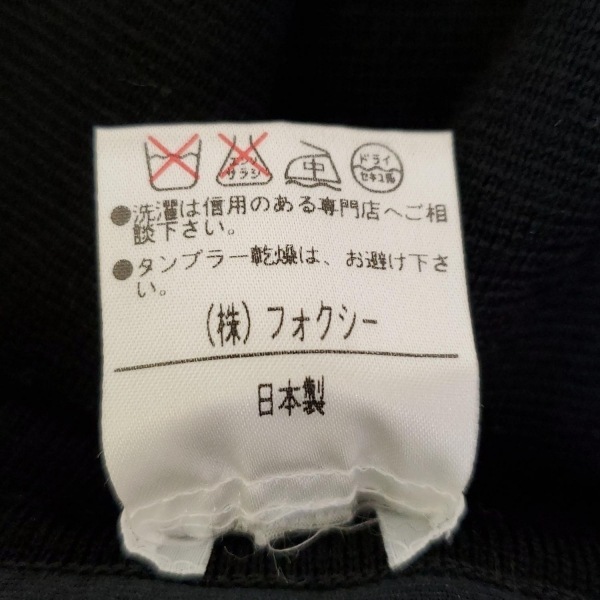 エンソ
サラシ
中
ドライ
セキユ系
●洗濯は信用のある専門店へご相
談下さい。
●タンブラー乾燥は、お避け下さ
い。
(株)フォクシー
日本製